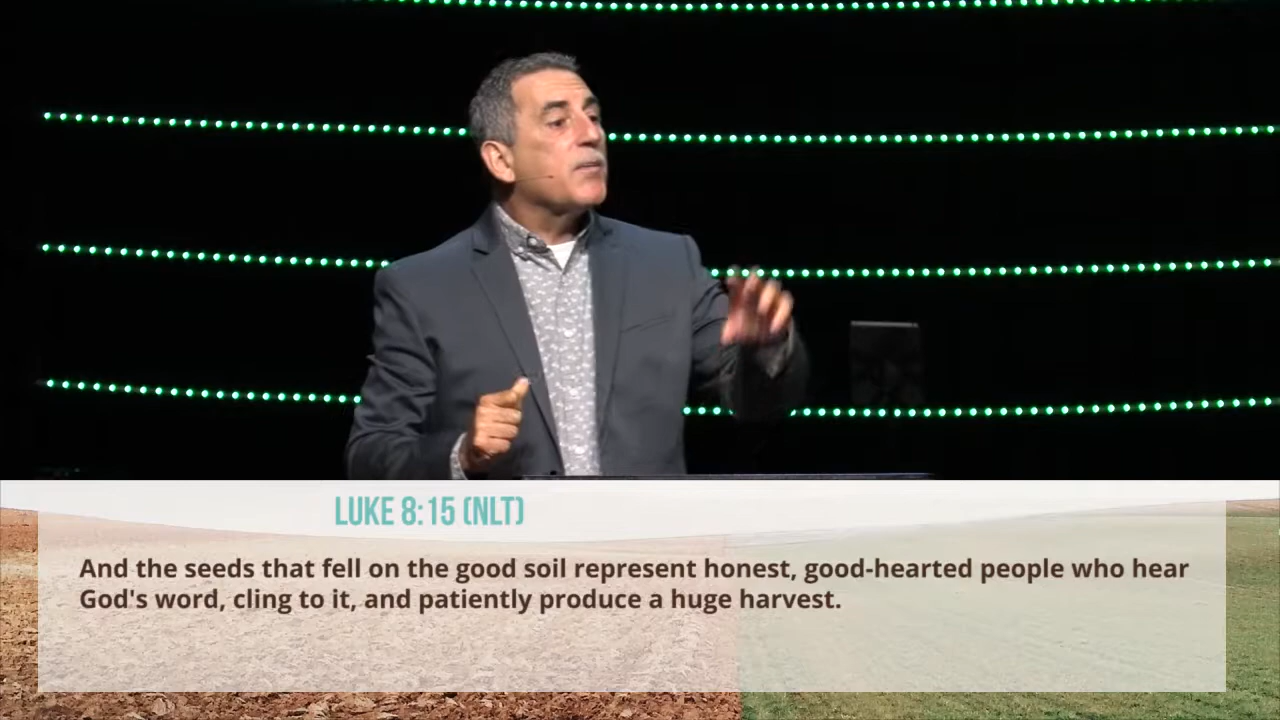 LUKE 8:15 (NLT)
And the seeds that fell on the good soil represent honest, good-hearted people who hear
God's word, cling to it, and patiently produce a huge harvest.